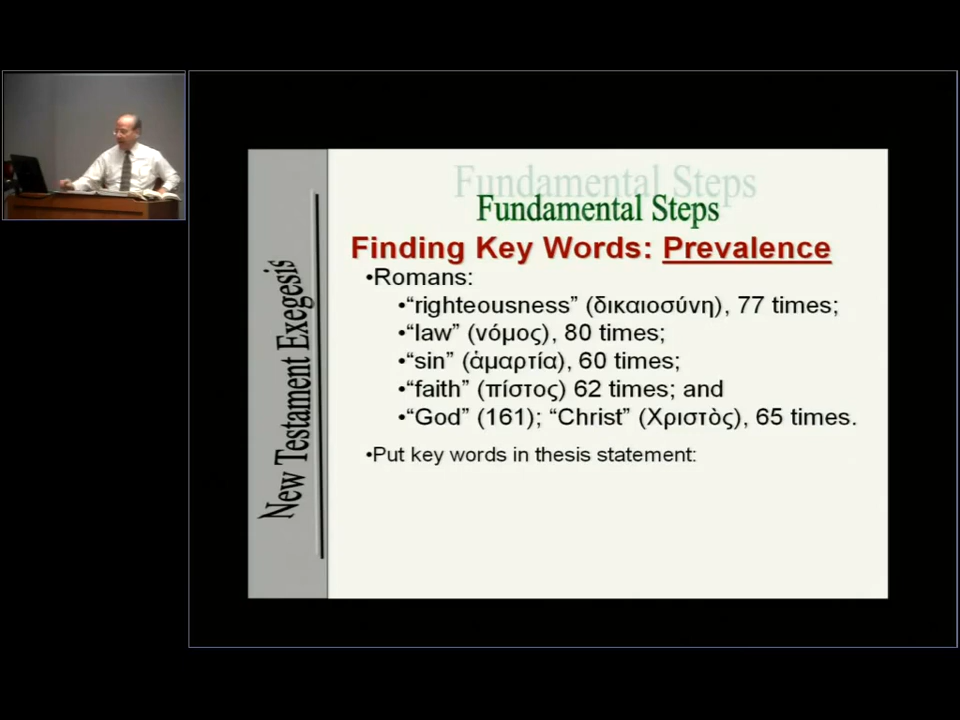 Fundamental Steps
Fundamental Steps
New Testament Exegesis
Finding Key Words: Prevalence
•Romans:
•“righteousness” (δικαιοσύνη), 77 times;
•“law” (νόμος), 80 times;
•“sin” (ἁμαρτία), 60 times;
•“faith” (πίστος) 62 times; and
•“God” (161); “Christ” (Χριστὸς), 65 times.
•Put key words in thesis statement: